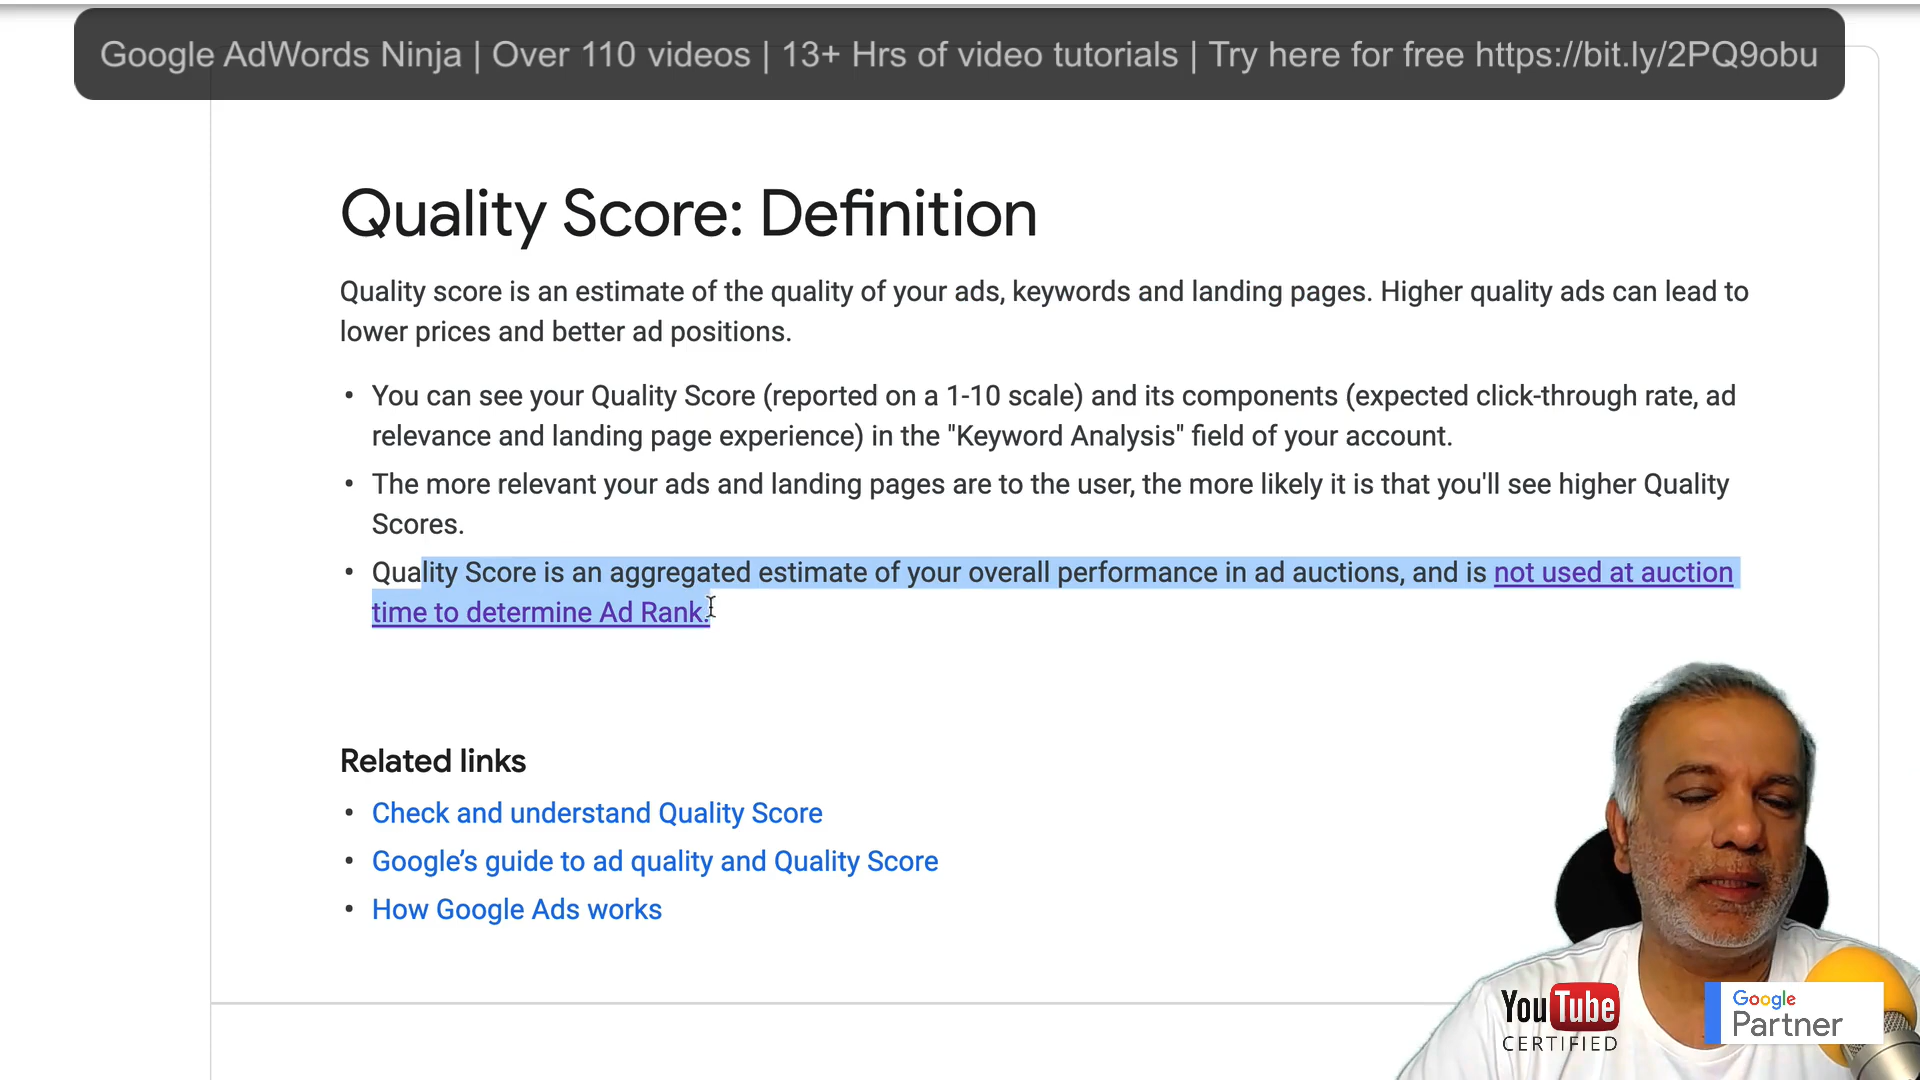 Google AdWords Ninja | Over 110 videos | 13+ Hrs of video tutorials | Try here for free https://bit.ly/2PQ9obu
Quality Score: Definition
Quality score is an estimate of the quality of your ads, keywords and landing pages. Higher quality ads can lead to
lower prices and better ad positions.
• You can see your Quality Score (reported on a 1-10 scale) and its components (expected click-through rate, ad
relevance and landing page experience) in the "Keyword Analysis" field of your account.
• The more relevant your ads and landing pages are to the user, the more likely it is that you'll see higher Quality
Scores.
• Quality Score is an aggregated estimate of your overall performance in ad auctions, and is not used at auction
time to determine Ad Rank.
Related links
• Check and understand Quality Score
• Google’s guide to ad quality and Quality Score
• How Google Ads works
YouTube
CERTIFIED
Google
Partner